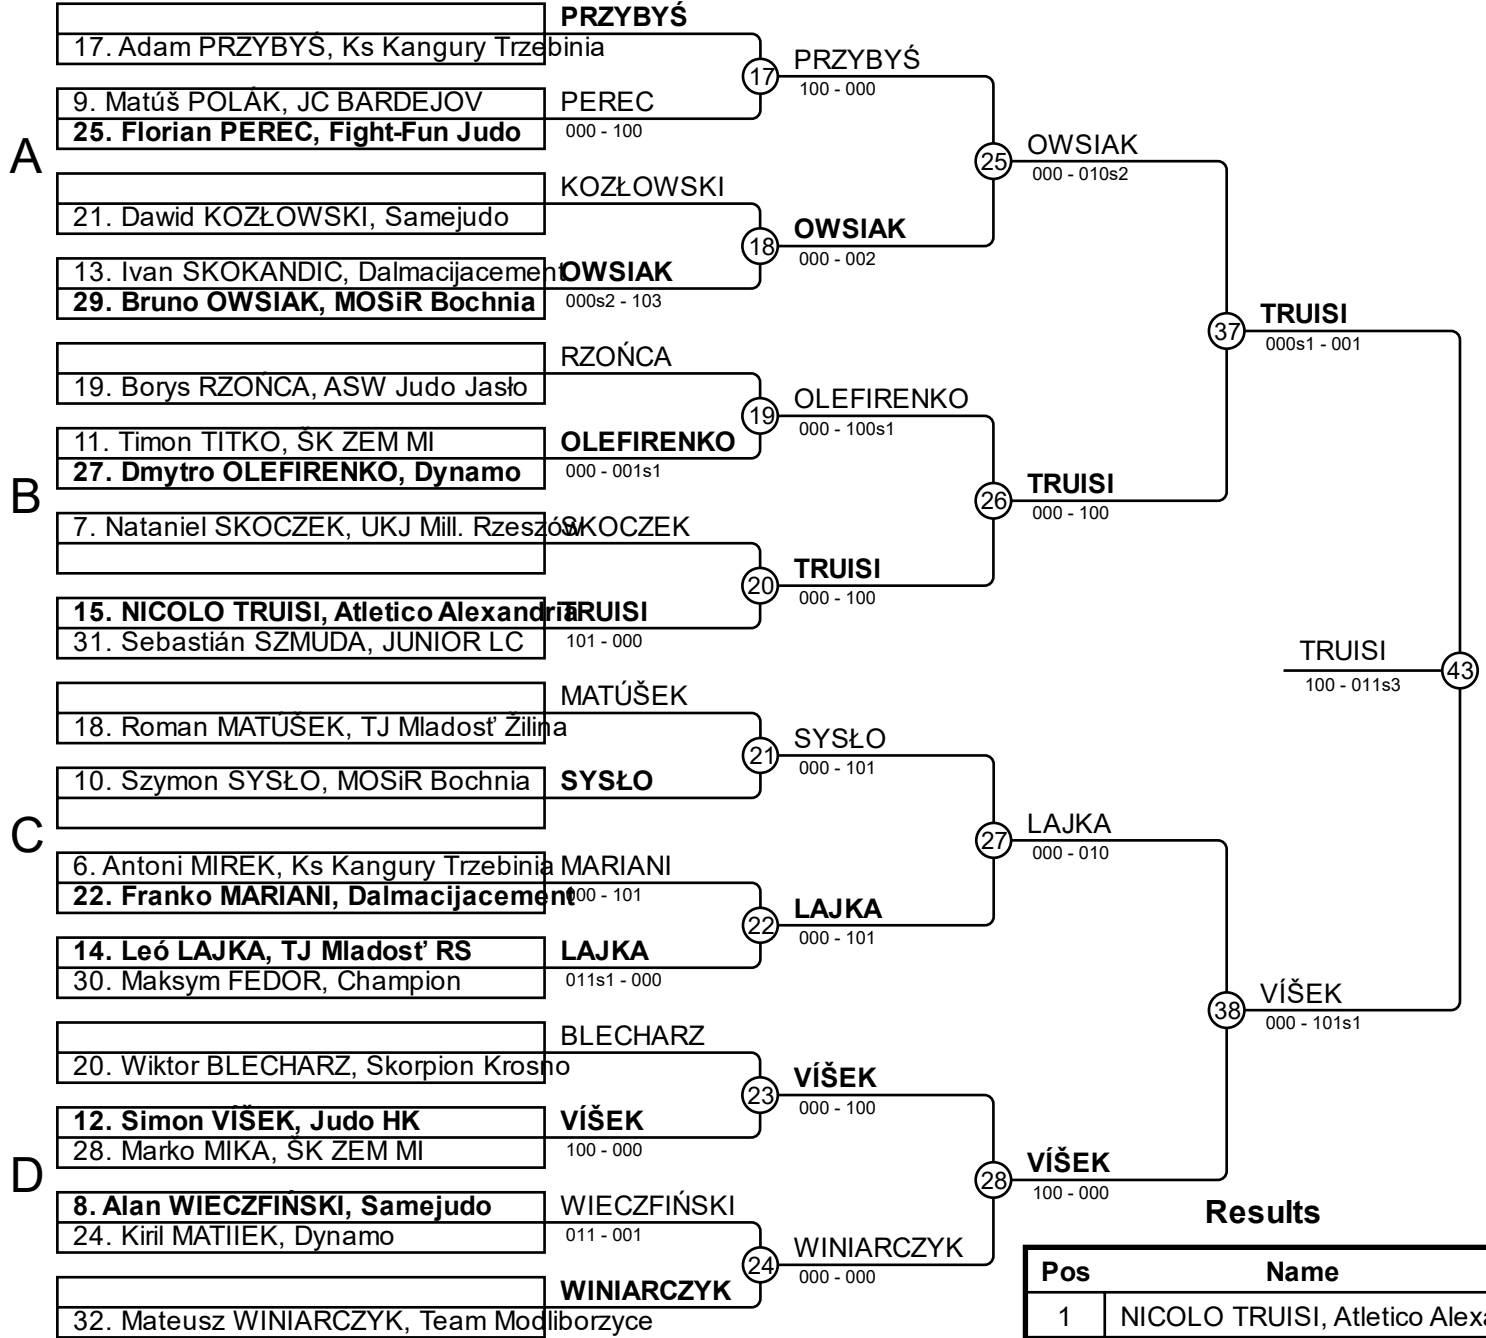 PRZYBYŚ
17. Adam PRZYBYŚ, Ks Kangury Trzebinia
17
PRZYBYŚ
100 - 000
9. Matúš POLÁK, JC BARDEJOV
25. Florian PEREC, Fight-Fun Judo
PEREC
000 - 100
A
25
OWSIAK
000 - 010s2
21. Dawid KOZŁOWSKI, Samejudo
KOZŁOWSKI
18
OWSIAK
000 - 002
13. Ivan SKOKANDIC, Dalmacijacement
29. Bruno OWSIAK, MOSiR Bochnia
OWSIAK
000s2 - 103
37
TRUISI
000s1 - 001
19. Borys RZOŃCA, ASW Judo Jasło
RZOŃCA
19
OLEFIRENKO
000 - 100s1
11. Timon TITKO, ŠK ZEM MI
27. Dmytro OLEFIRENKO, Dynamo
OLEFIRENKO
000 - 001s1
B
26
TRUISI
000 - 100
7. Nataniel SKOCZEK, UKJ Mill. Rzeszów
SKOCZEK
20
TRUISI
000 - 100
15. NICOLO TRUISI, Atletico Alexandria
31. Sebastián SZMUDA, JUNIOR LC
TRUISI
101 - 000
TRUISI
100 - 011s3
43
18. Roman MATÚŠEK, TJ Mladosť Žilina
MATÚŠEK
21
SYSŁO
000 - 101
10. Szymon SYSŁO, MOSiR Bochnia
SYSŁO
C
27
LAJKA
000 - 010
6. Antoni MIREK, Ks Kangury Trzebinia
22. Franko MARIANI, Dalmacijacement
MARIANI
000 - 101
22
LAJKA
000 - 101
14. Leó LAJKA, TJ Mladosť RS
30. Maksym FEDOR, Champion
LAJKA
011s1 - 000
38
VÍŠEK
000 - 101s1
20. Wiktor BLECHARZ, Skorpion Krosno
BLECHARZ
23
VÍŠEK
000 - 100
12. Simon VÍŠEK, Judo HK
28. Marko MIKA, ŠK ZEM MI
VÍŠEK
100 - 000
D
28
VÍŠEK
100 - 000
8. Alan WIECZFIŃSKI, Samejudo
24. Kiril MATIIEK, Dynamo
WIECZFIŃSKI
011 - 001
24
WINIARCZYK
000 - 000
32. Mateusz WINIARCZYK, Team Modliborzyce
WINIARCZYK
Results
Pos Name
1 NICOLO TRUISI, Atletico Alexa